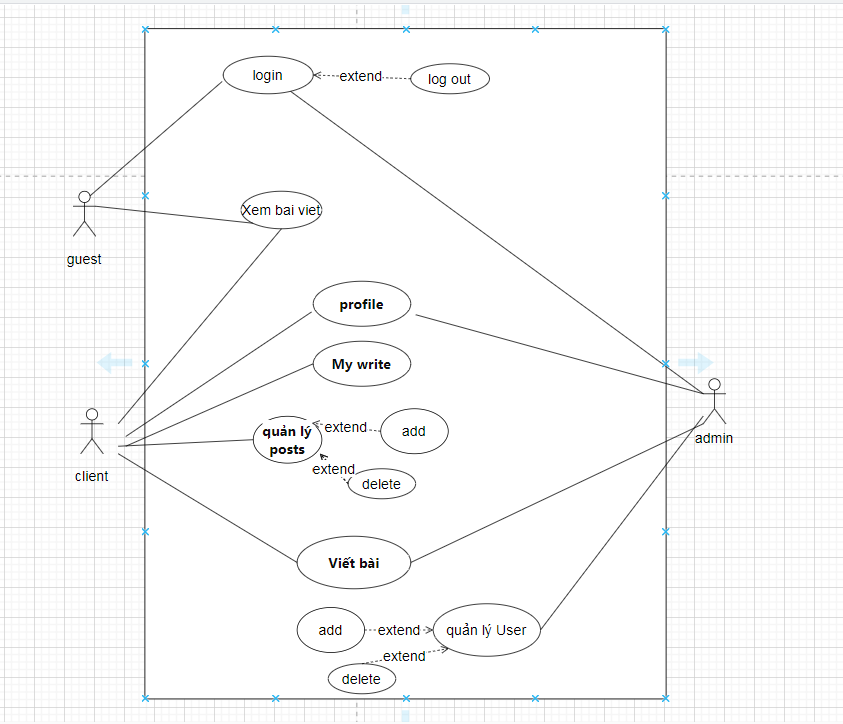 login
extend
log out
Xem bai viet
guest
profile
My write
quản lý
posts
extend
add
extend
delete
client
admin
Viết bài
add
extend
quản lý User
extend
delete